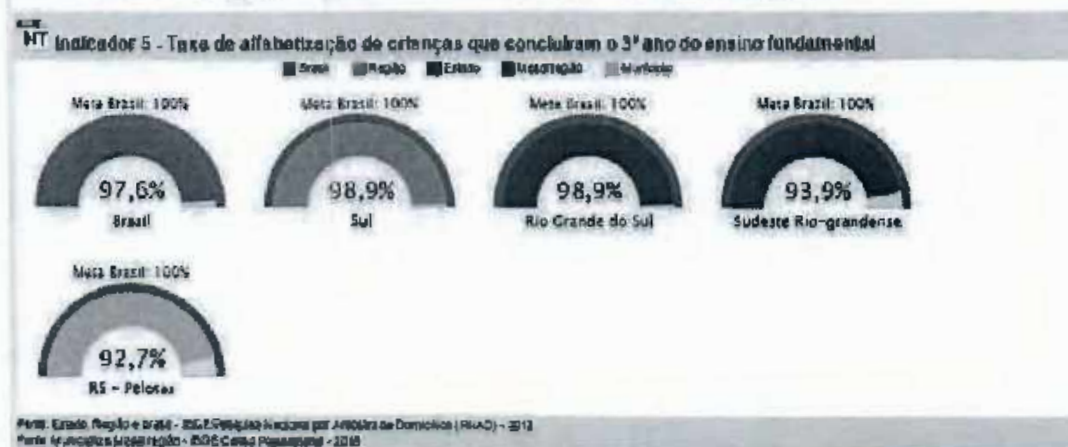 Indicador 5 - Taxa de alfabetização de crianças que concluíram o 3º ano do ensino fundamental
Brasil Região Estado Mesorregião Município
Meta Brasil: 100% Meta Brasil: 100% Meta Brasil: 100% Meta Brasil: 100%
97,6% 98,9% 98,9% 93,9%
Brasil Sul Rio Grande do Sul Sudeste Rio-grandense
Meta Brasil: 100%
92,7%
RS - Pelotas
Fonte: Estado, Região e Brasil - IBGE/Pesquisa Nacional por Amostra de Domicílios (PNAD) -
Fonte: Município e Mesorregião - IBGE/Censo Populacional -